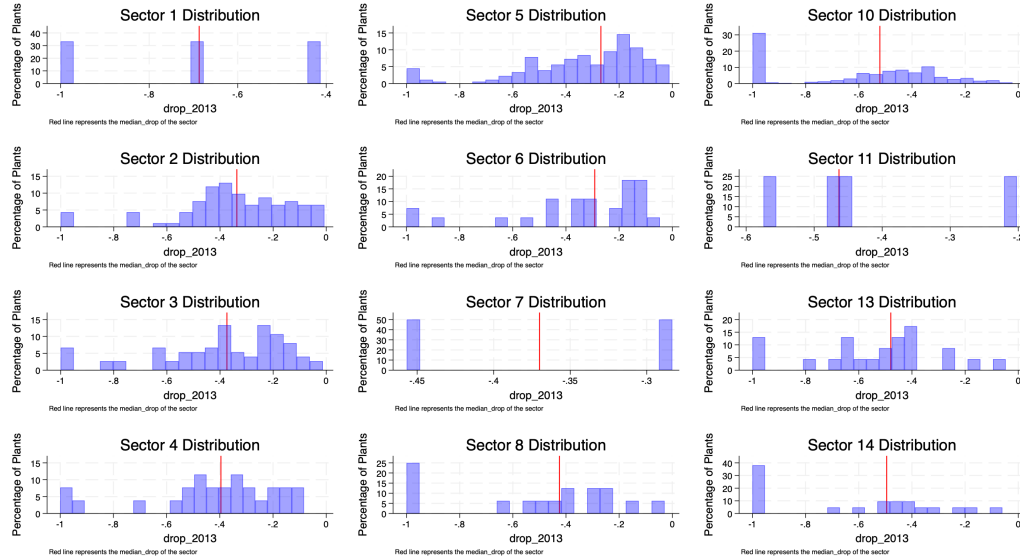 Sector 1 Distribution
Percentage of Plants
40
30
20
10
0
-1 -.8 -.6 -.4
drop_2013
Red line represents the median_drop of the sector
Sector 5 Distribution
Percentage of Plants
15
10
5
0
-1 -.8 -.6 -.4 -.2 0
drop_2013
Red line represents the median_drop of the sector
Sector 10 Distribution
Percentage of Plants
30
20
10
0
-1 -.8 -.6 -.4 -.2 0
drop_2013
Red line represents the median_drop of the sector
Sector 2 Distribution
Percentage of Plants
15
10
5
0
-1 -.8 -.6 -.4 -.2 0
drop_2013
Red line represents the median_drop of the sector
Sector 6 Distribution
Percentage of Plants
20
15
10
5
0
-1 -.8 -.6 -.4 -.2 0
drop_2013
Red line represents the median_drop of the sector
Sector 11 Distribution
Percentage of Plants
25
20
15
10
5
0
-.6 -.5 -.4 -.3
drop_2013
Red line represents the median_drop of the sector
Sector 3 Distribution
Percentage of Plants
15
10
5
0
-1 -.8 -.6 -.4 -.2 0
drop_2013
Red line represents the median_drop of the sector
Sector 7 Distribution
Percentage of Plants
50
40
30
20
10
0
-.45 -.4 -.35 -.3
drop_2013
Red line represents the median_drop of the sector
Sector 13 Distribution
Percentage of Plants
20
15
10
5
0
-1 -.8 -.6 -.4 -.2 0
drop_2013
Red line represents the median_drop of the sector
Sector 4 Distribution
Percentage of Plants
15
10
5
0
-1 -.8 -.6 -.4 -.2 0
drop_2013
Red line represents the median_drop of the sector
Sector 8 Distribution
Percentage of Plants
25
20
15
10
5
0
-1 -.8 -.6 -.4 -.2 0
drop_2013
Red line represents the median_drop of the sector
Sector 14 Distribution
Percentage of Plants
40
30
20
10
0
-1 -.8 -.6 -.4 -.2 0
drop_2013
Red line represents the median_drop of the sector